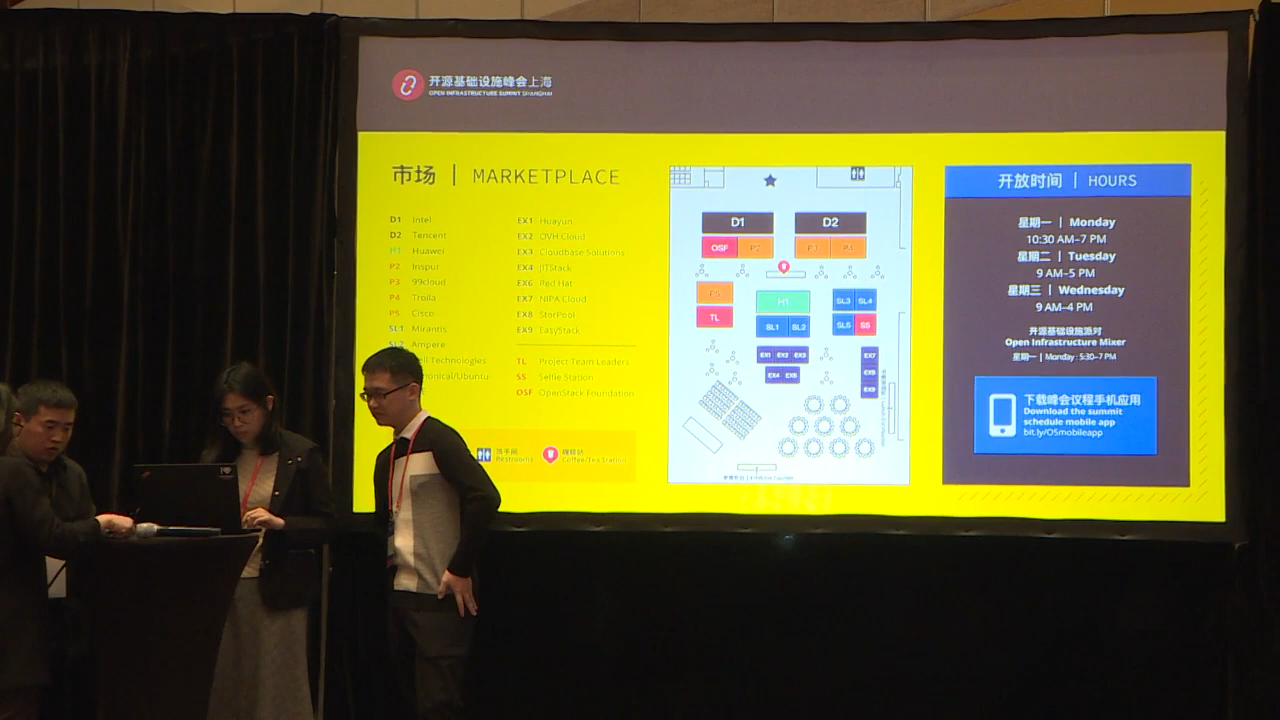 开源基础设施峰会上海
OPEN INFRASTRUCTURE SUMMIT SHANGHAI
市场 | MARKETPLACE
D1 Intel
D2 Tencent
H1 Huawei
P2 Inspur
P3 99cloud
P4 Troila
P5 Cisco
SL1 Mirantis
SL2 Ampere
ell Technologies
nonical/Ubuntu
EX1 Huayun
EX2 OVHCloud
EX3 Cloudbase Solutions
EX4 JITStack
EX6 Red Hat
EX7 NIPA Cloud
EX8 StorPool
EX9 EasyStack
TL Project Team Leaders
SS Selfie Station
OSF OpenStack Foundation
洗手间
Restrooms
咖啡站
Coffee/Tea Station
D1 D2
OSF P2 P3 P4
P5 H1 SL3 SL4
TL SL1 SL2 SL5 SS
EX1 EX2 EX3 EX7
EX4 EX6 EX8
EX9
开放时间 | HOURS
星期一 | Monday
10:30 AM–7 PM
星期二 | Tuesday
9 AM–5 PM
星期三 | Wednesday
9 AM–4 PM
开源基础设施派对
Open Infrastructure Mixer
星期一 | Monday : 5:30–7 PM
下载峰会议程手机应用
Download the summit
schedule mobile app
bit.ly/OSmobileapp